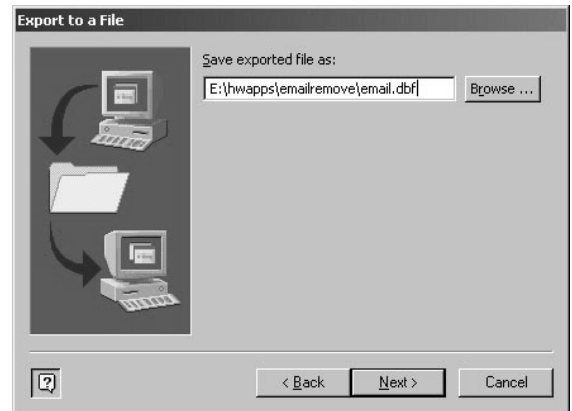 Export to a File
Save exported file as:
E:\hwapps\emailremove\email.dbf
Browse ...
?
< Back
Next >
Cancel